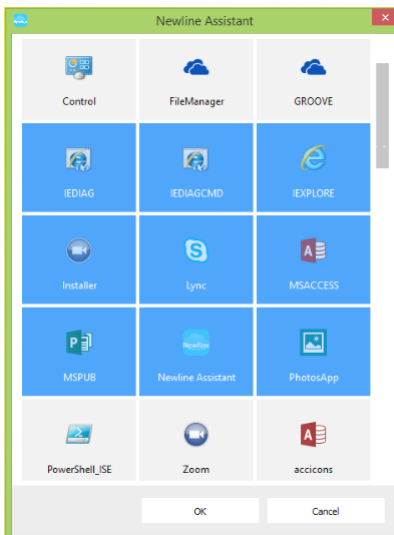 Newline Assistant
Control FileManager GROOVE
IEDIAG IEDIAGCMD IEXPLORE
Installer Lync MSACCESS
MSPUB Newline Assistant PhotosApp
PowerShell_ISE Zoom accicons
OK Cancel